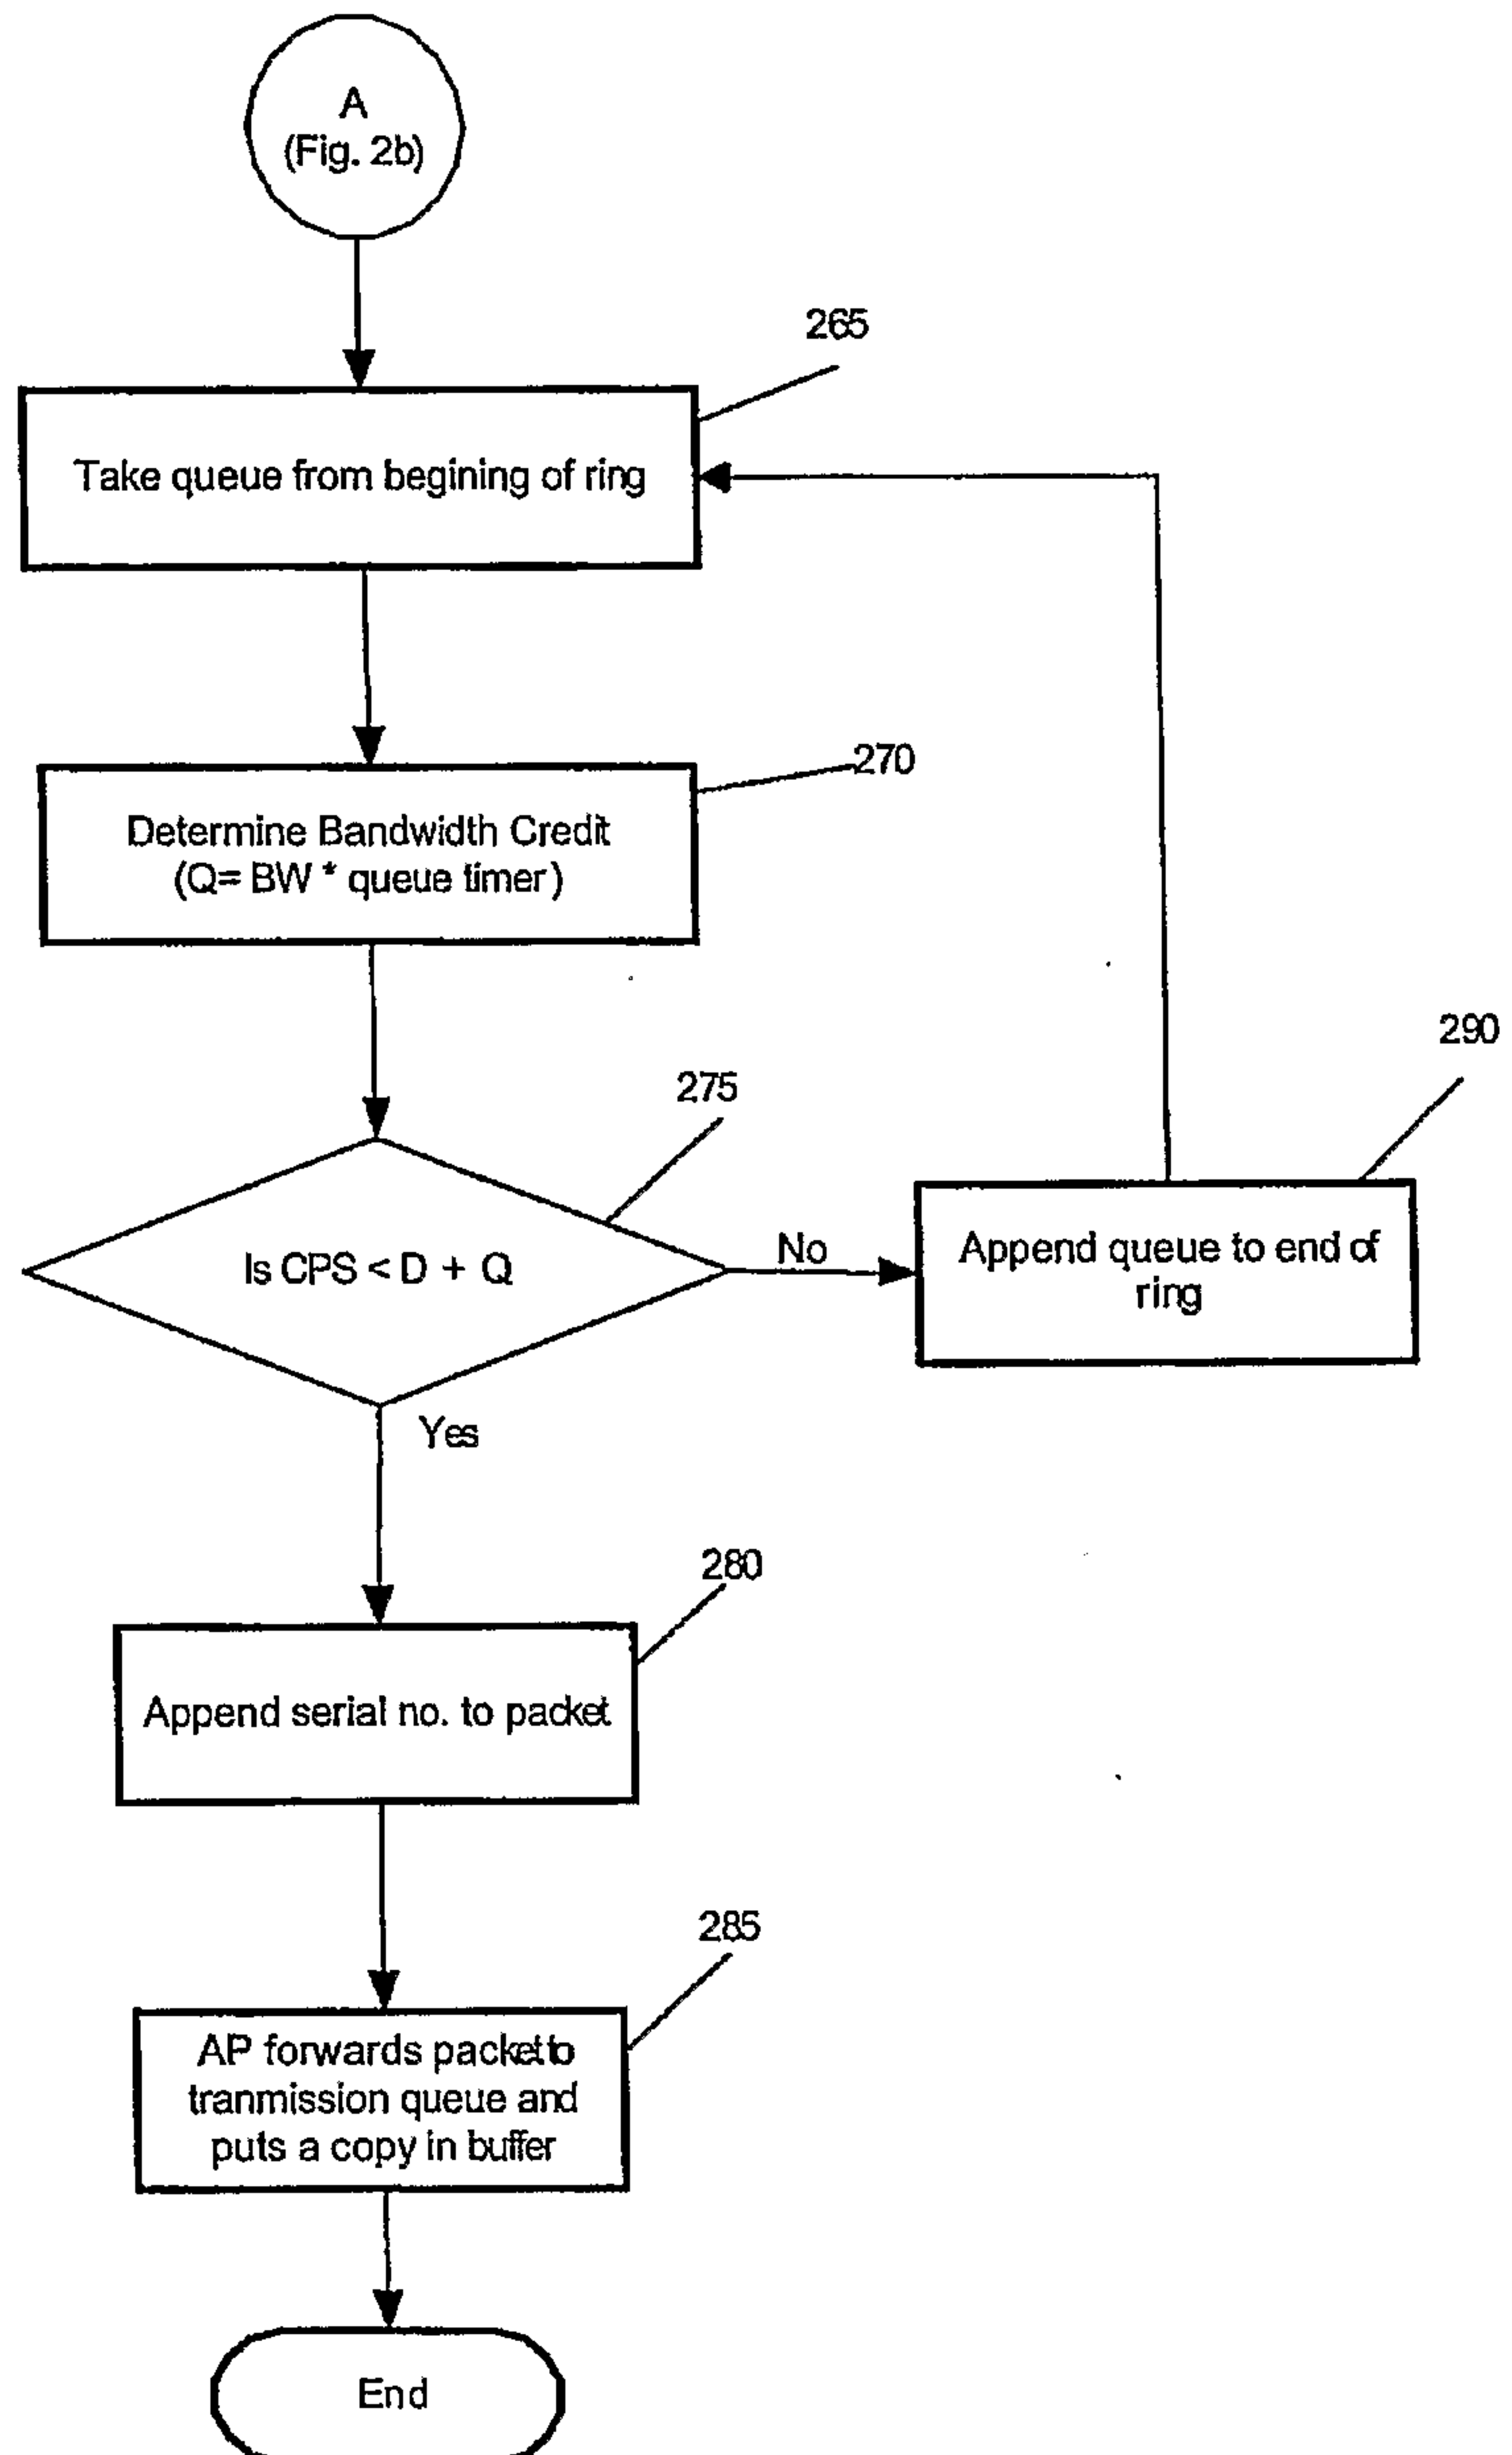 A
(Fig. 2b)
265
Take queue from begining of ring
270
Determine Bandwidth Credit
(Q= BW * queue timer)
290
275
Is CPS < D + Q
No
Append queue to end of
ring
Yes
280
Append serial no. to packet
285
AP forwards packet to
tranmission queue and
puts a copy in buffer
End